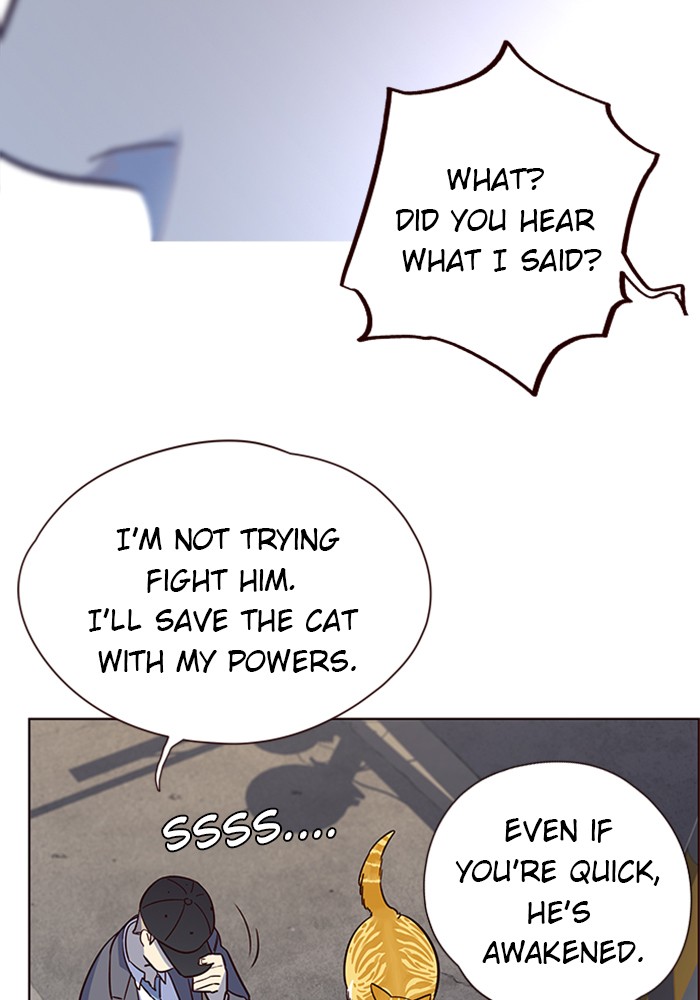 WHAT?
DID YOU HEAR
WHAT I SAID?
I'M NOT TRYING
FIGHT HIM.
I'LL SAVE THE CAT
WITH MY POWERS.
SSSS....
EVEN IF
YOU'RE QUICK,
HE'S
AWAKENED.